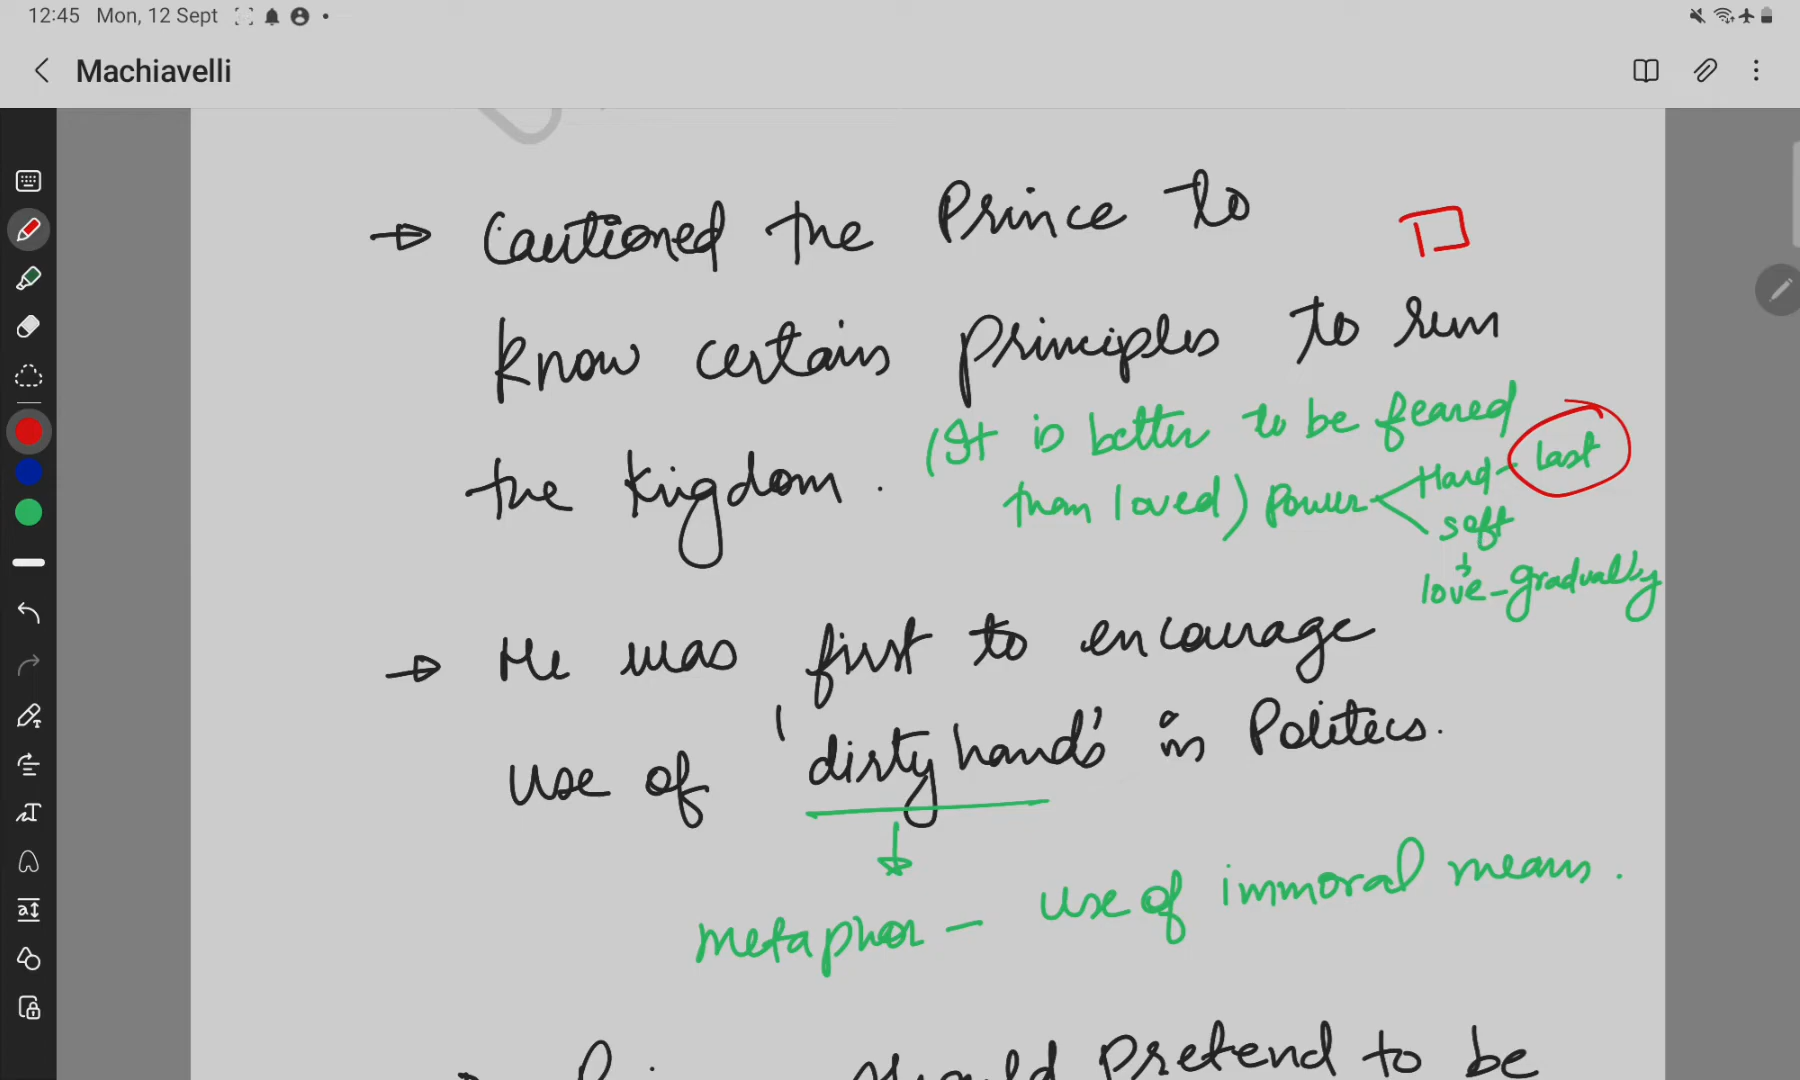 12:45 Mon, 12 Sept
Machiavelli
→ Cautioned the Prince to
know certain principles to run
the Kigdom.
(It is better to be feared
than loved) Power < Hard - last
soft
love - gradually
→ He was first to encourage
use of 'dirty hands' in Politics.
metaphor - use of immoral means.
should pretend to be